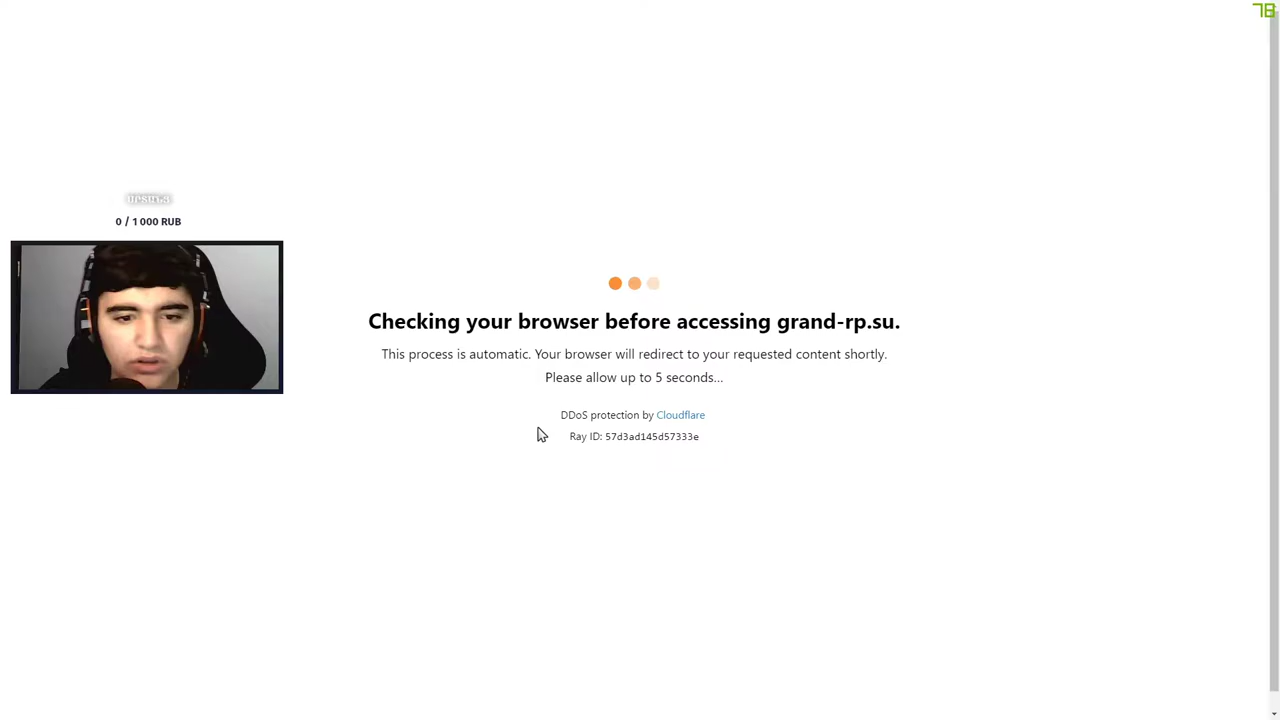 78
0 / 1 000 RUB
Checking your browser before accessing grand-rp.su.
This process is automatic. Your browser will redirect to your requested content shortly.
Please allow up to 5 seconds...
DDoS protection by Cloudflare
Ray ID: 57d3ad145d57333e